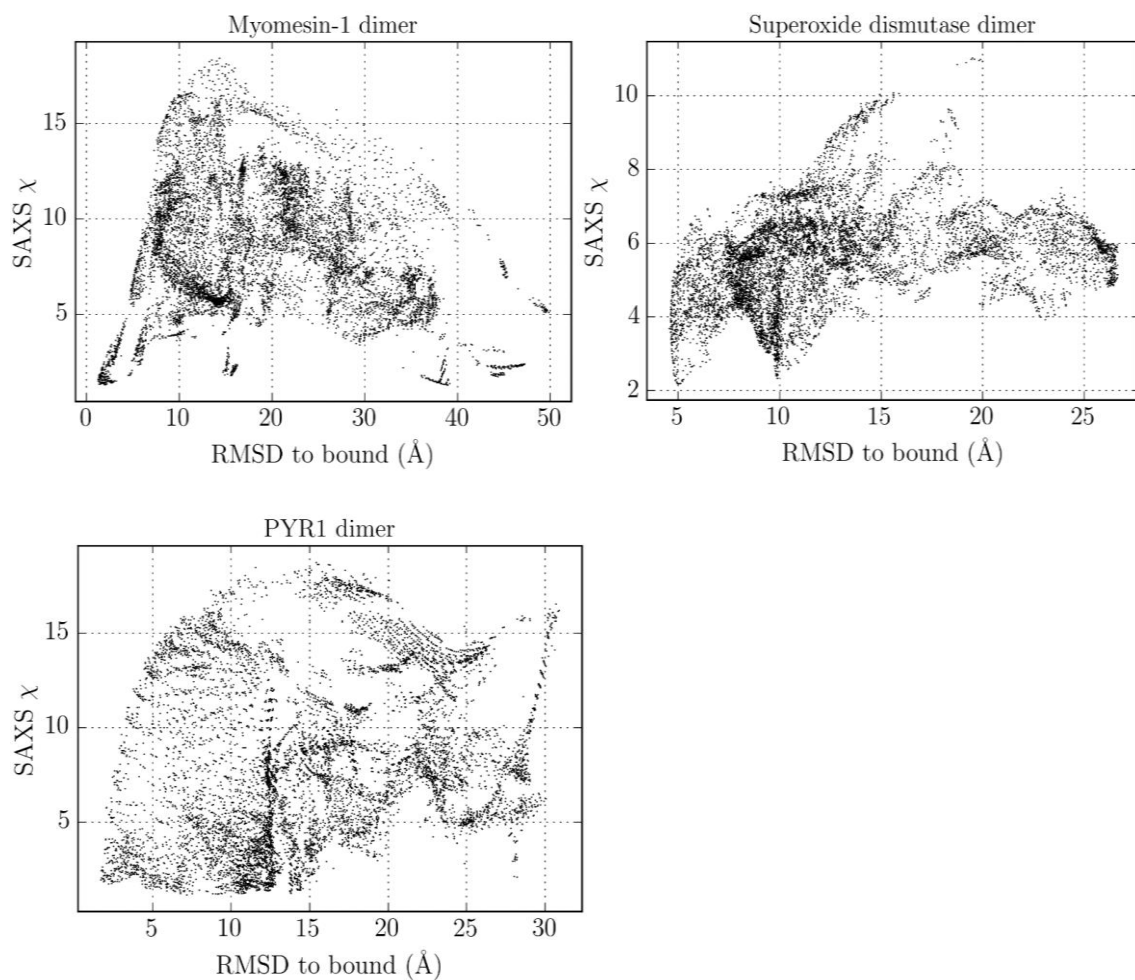 Myomesin-1 dimer
SAXS χ
15
10
5
0 10 20 30 40 50
RMSD to bound (Å)
Superoxide dismutase dimer
SAXS χ
10
8
6
4
2
5 10 15 20 25
RMSD to bound (Å)
PYR1 dimer
SAXS χ
15
10
5
5 10 15 20 25 30
RMSD to bound (Å)